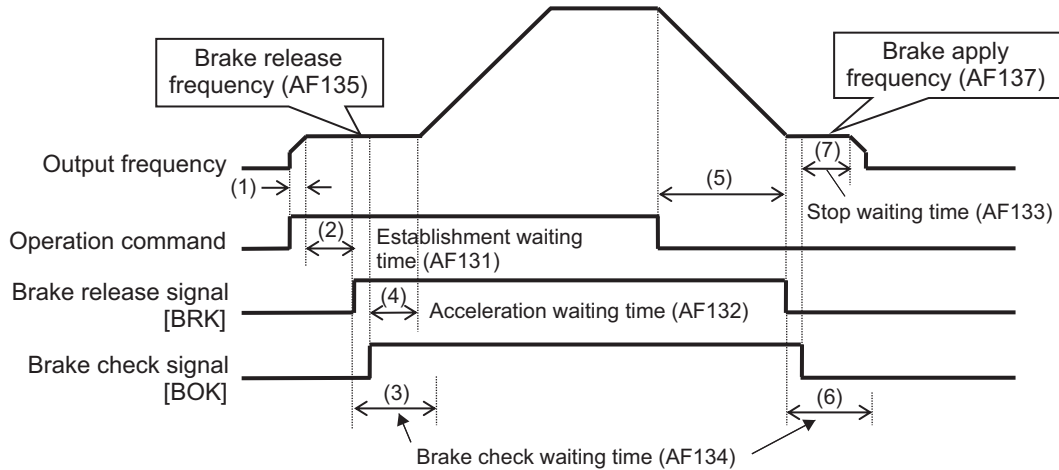 Brake release
frequency (AF135)
Brake apply
frequency (AF137)
Output frequency
(1)
(5)
(7)
Stop waiting time (AF133)
Operation command
(2)
Establishment waiting
time (AF131)
Brake release signal
[BRK]
(4)
Acceleration waiting time (AF132)
Brake check signal
[BOK]
(3)
(6)
Brake check waiting time (AF134)